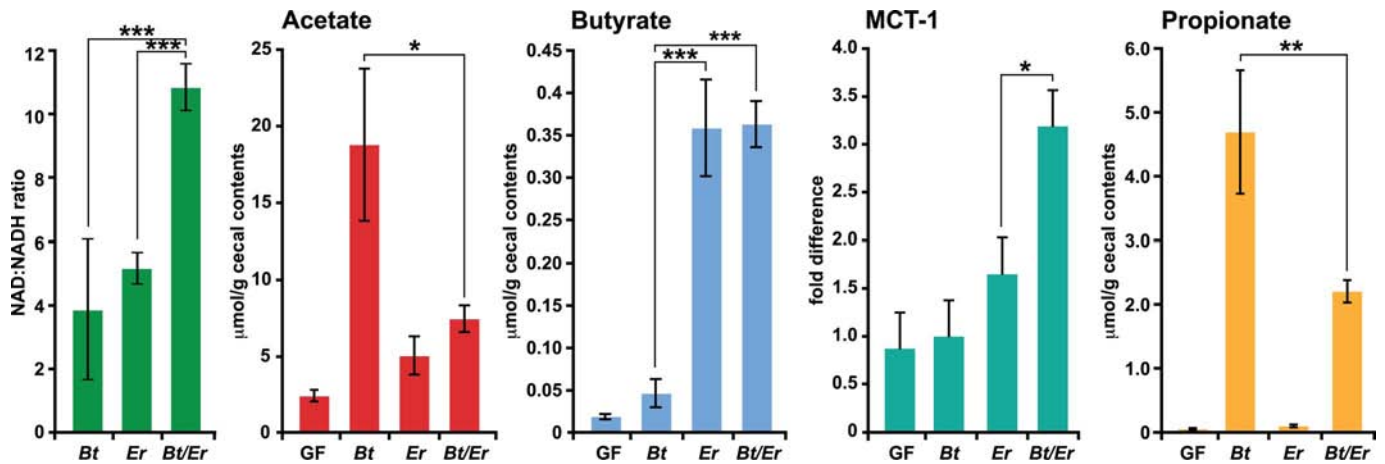 Acetate
Butyrate
MCT-1
Propionate
NAD:NADH ratio
12
10
8
6
4
2
0
***
***
Bt
Er
Bt/Er
μmol/g cecal contents
25
20
15
10
5
0
*
GF
Bt
Er
Bt/Er
μmol/g cecal contents
0.45
0.4
0.35
0.30
0.25
0.20
0.15
0.10
0.05
0
***
***
GF
Bt
Er
Bt/Er
fold difference
4.0
3.5
3.0
2.5
2.0
1.5
1.0
0.5
0
*
GF
Bt
Er
Bt/Er
μmol/g cecal contents
6.0
5.0
4.0
3.0
2.0
1.0
0
**
GF
Bt
Er
Bt/Er